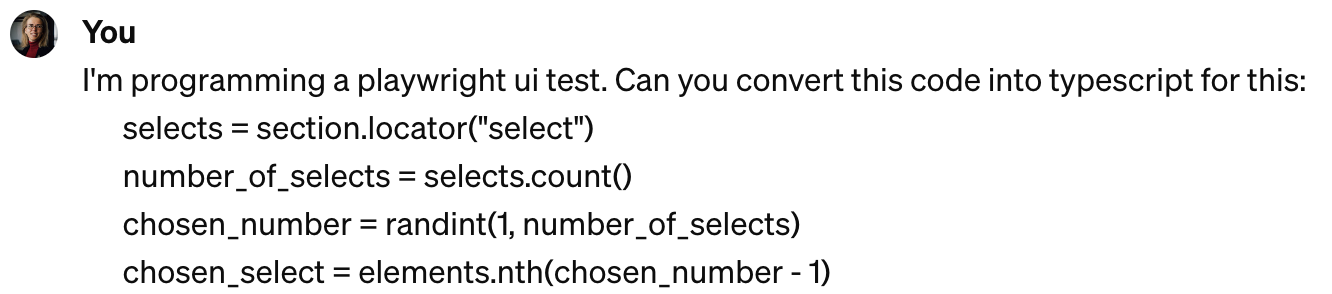 You
I'm programming a playwright ui test. Can you convert this code into typescript for this:
selects = section.locator("select")
number_of_selects = selects.count()
chosen_number = randint(1, number_of_selects)
chosen_select = elements.nth(chosen_number - 1)